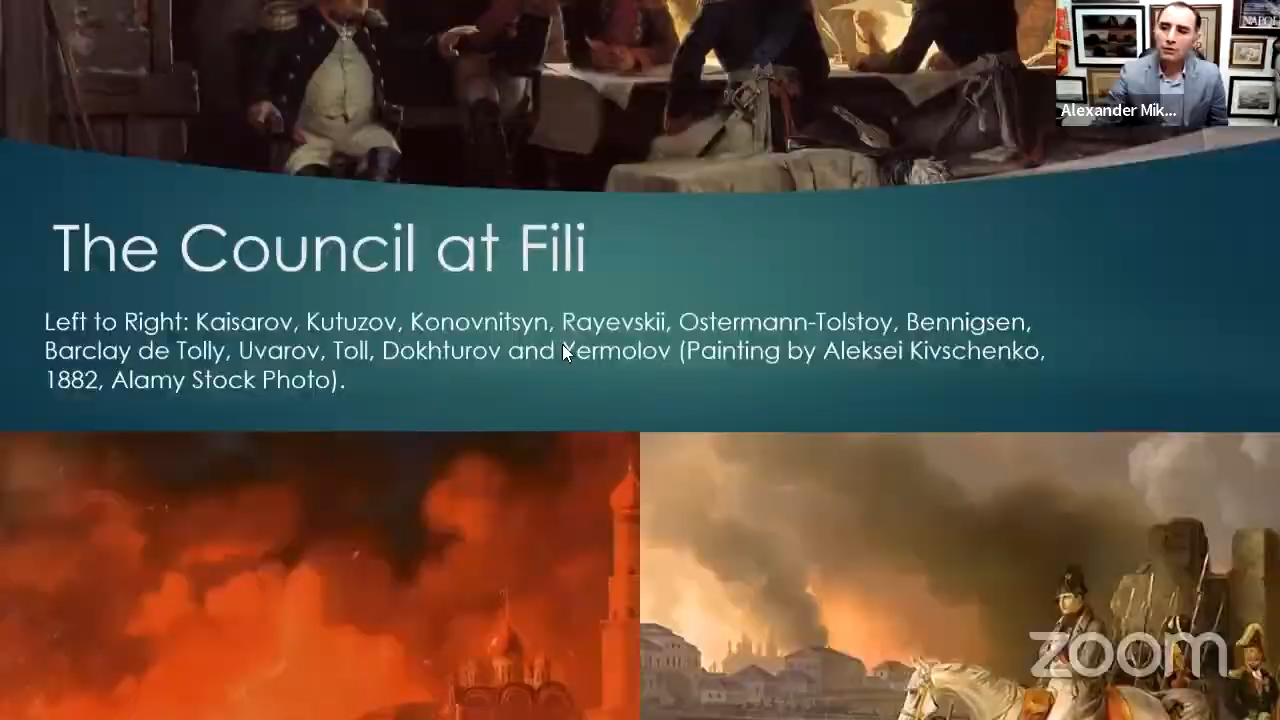 NAPOL
Alexander Mik...
The Council at Fili
Left to Right: Kaisarov, Kutuzov, Konovnitsyn, Rayevskii, Ostermann-Tolstoy, Bennigsen,
Barclay de Tolly, Uvarov, Toll, Dokhturov and Yermolov (Painting by Aleksei Kivschenko,
1882, Alamy Stock Photo).
zoom